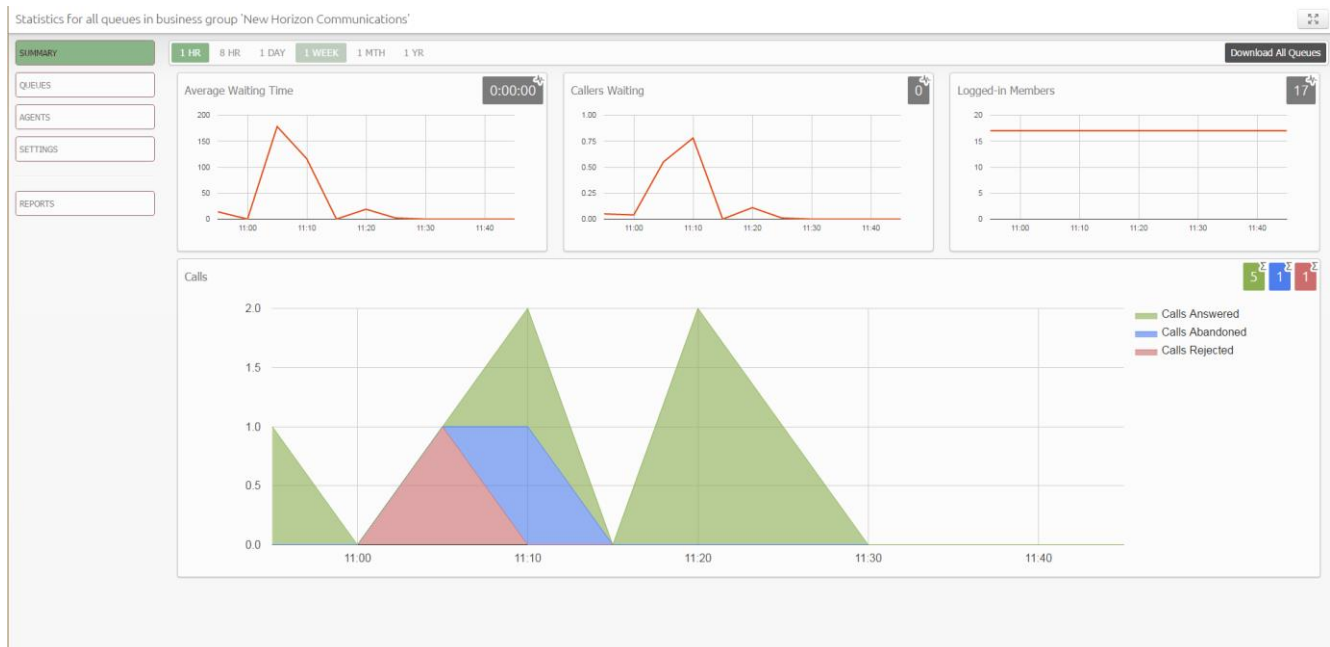 Statistics for all queues in business group 'New Horizon Communications'
SUMMARY
QUEUES
AGENTS
SETTINGS
REPORTS
1 HR 8 HR 1 DAY 1 WEEK 1 MTH 1 YR
Download All Queues
Average Waiting Time
0:00:00
200
150
100
50
0
11:00 11:10 11:20 11:30 11:40
Callers Waiting
0
1.00
0.75
0.50
0.25
0.00
11:00 11:10 11:20 11:30 11:40
Logged-in Members
17
20
15
10
5
0
11:00 11:10 11:20 11:30 11:40
Calls
5 Σ 1 Σ 1 Σ
2.0
1.5
1.0
0.5
0.0
11:00 11:10 11:20 11:30 11:40
Calls Answered
Calls Abandoned
Calls Rejected